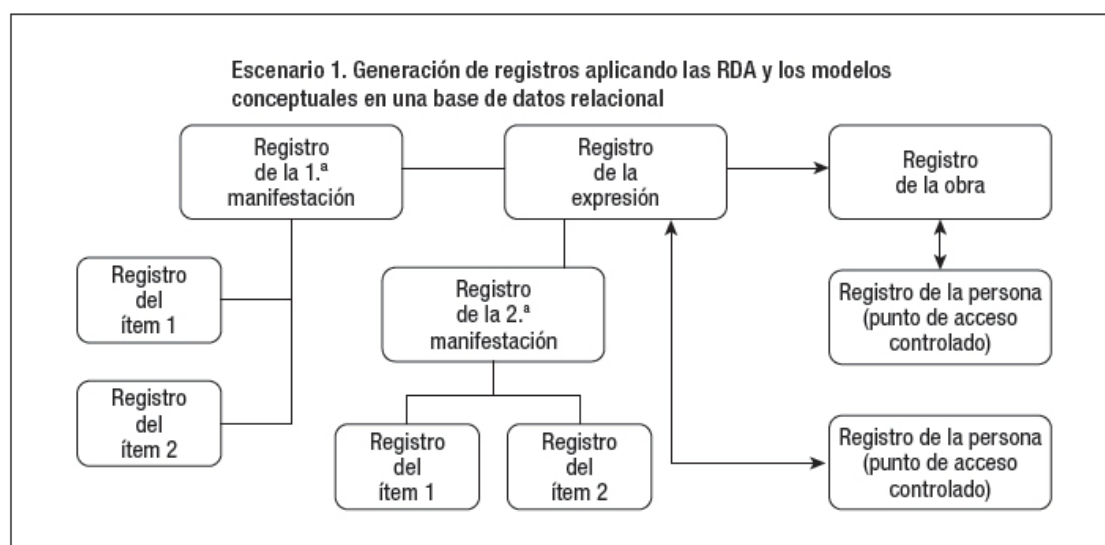 Escenario 1. Generación de registros aplicando las RDA y los modelos
conceptuales en una base de datos relacional
Registro
de la 1.ª
manifestación
Registro
de la
expresión
Registro
de la obra
Registro
del
ítem 1
Registro
de la 2.ª
manifestación
Registro de la persona
(punto de acceso
controlado)
Registro
del
ítem 2
Registro
del
ítem 1
Registro
del
ítem 2
Registro de la persona
(punto de acceso
controlado)